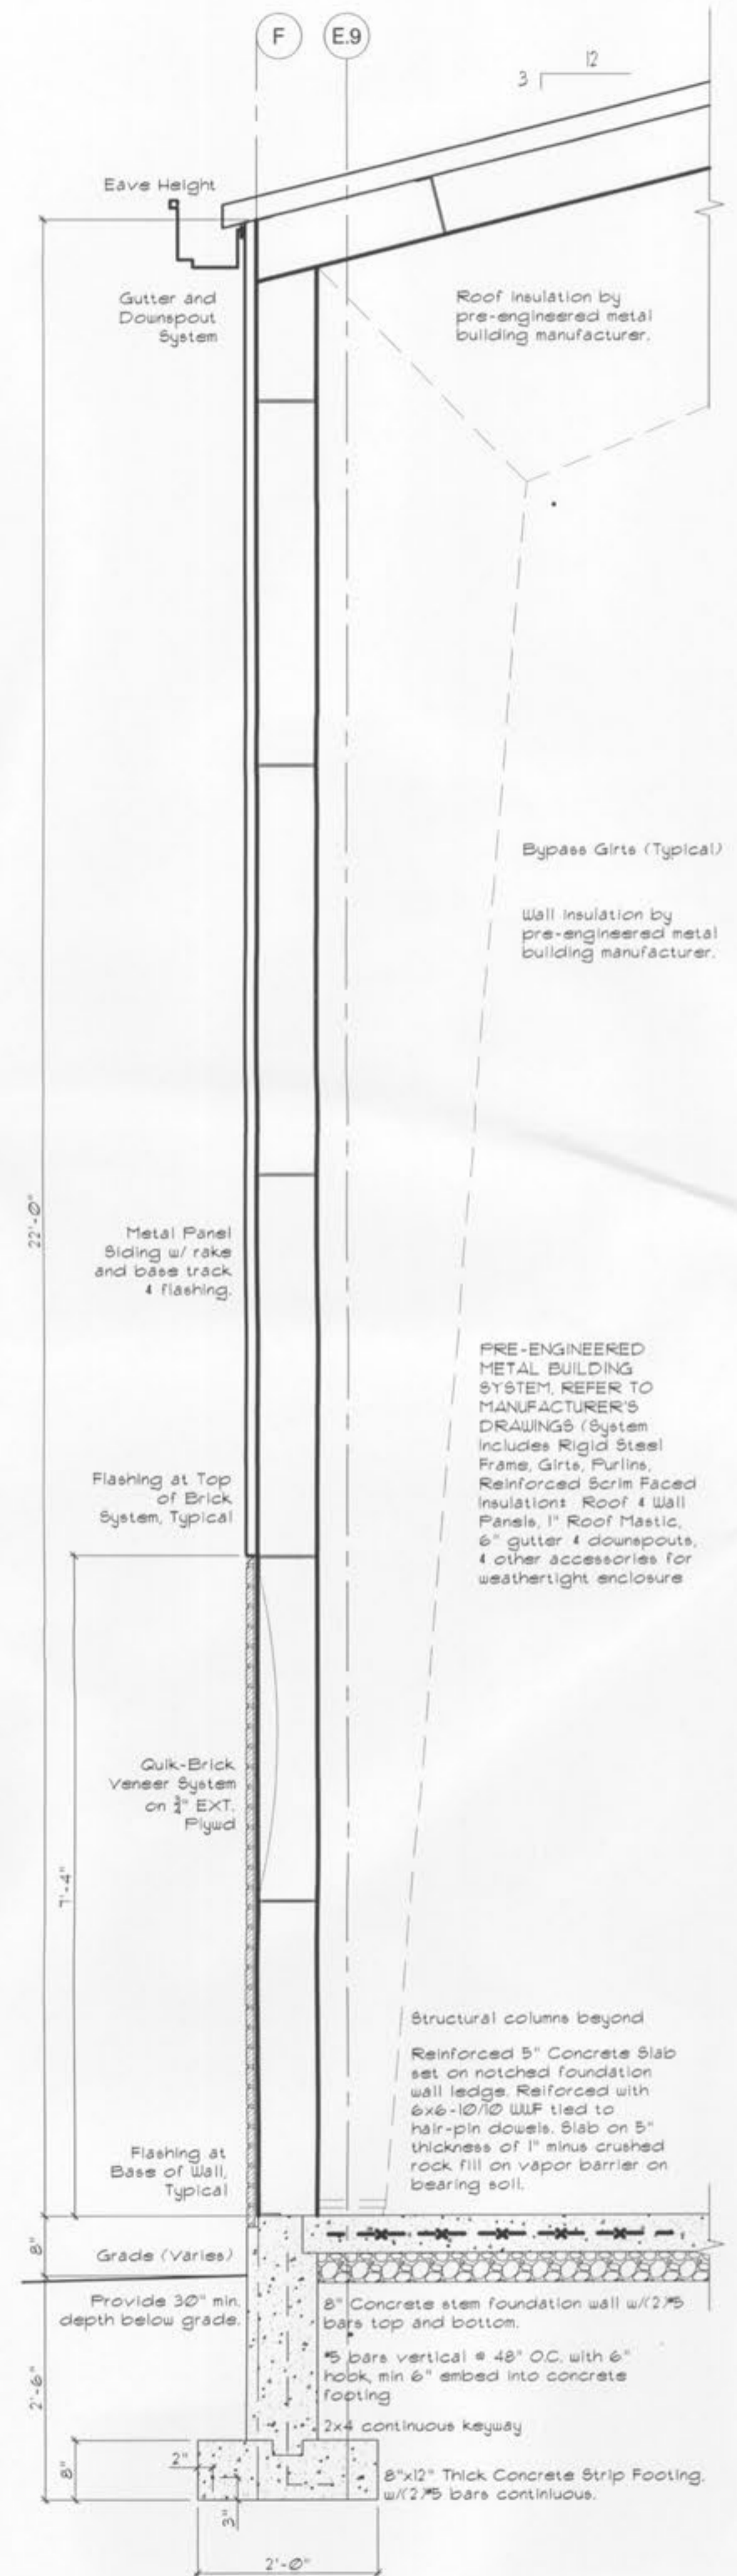 F
E.9
12
3
Eave Height
Gutter and
Downspout
System
Roof insulation by
pre-engineered metal
building manufacturer.
Bypass Girts (Typical)
Wall insulation by
pre-engineered metal
building manufacturer.
22'-0"
Metal Panel
Siding w/ rake
and base track
& flashing.
PRE-ENGINEERED
METAL BUILDING
SYSTEM, REFER TO
MANUFACTURER'S
DRAWINGS (System
includes Rigid Steel
Frame, Girts, Purlins,
Reinforced Scrim Faced
Insulation: Roof & Wall
Panels, 1" Roof Mastic,
6" gutter & downspouts,
& other accessories for
weathertight enclosure
Flashing at Top
of Brick
System, Typical
Quik-Brick
Veneer System
on ¾" EXT.
Plywd
7'-4"
Structural columns beyond
Reinforced 5" Concrete Slab
set on notched foundation
wall ledge. Reiforced with
6x6-10/10 WWF tied to
hair-pin dowels. Slab on 5"
thickness of 1" minus crushed
rock fill on vapor barrier on
bearing soil.
Flashing at
Base of Wall,
Typical
8"
Grade (Varies)
Provide 30" min.
depth below grade.
8" Concrete stem foundation wall w/(2)#5
bars top and bottom.
#5 bars vertical @ 48" O.C. with 6"
hook, min 6" embed into concrete
footing
2x4 continuous keyway
2'-6"
8"
2"
3"
8"x12" Thick Concrete Strip Footing,
w/(2)#5 bars continiuous.
2'-0"